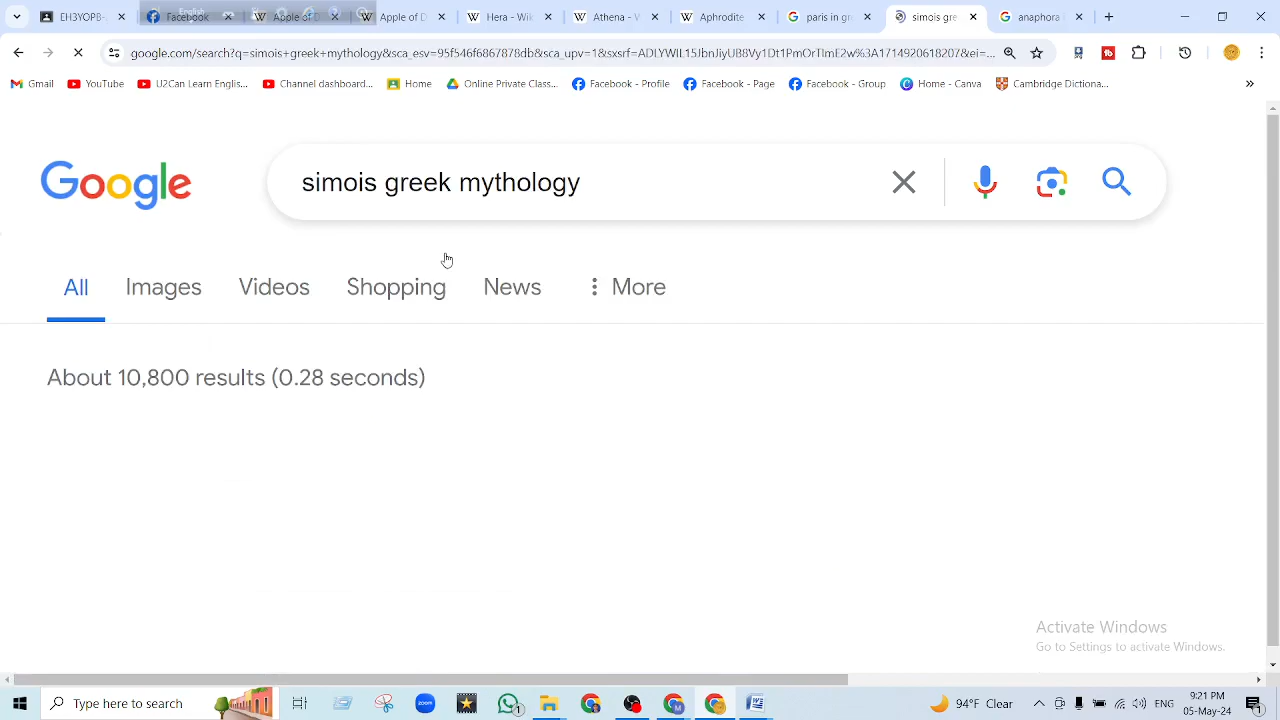 Facebook
Apple of
Apple of D
Hera - Wi
Athena - V
Aphrodite
paris in g
simois gre
anaphora
google.com/search?q=simois+greek+mythology&sca_esv=95f546f86787f8db&sca_upv=1&sxsrf=ADLYWIL15JbnJiyUB8Vy1Dt1PnOrTlmE2w%3A1714920618207&ei=...
Gmail
YouTube
U2Can Learn Englis...
Channel dashboard...
Home
Online Private Class...
Facebook - Profile
Facebook - Page
Facebook - Group
Home - Canva
Cambridge Dictiona...
Google
simois greek mythology
All Images Videos Shopping News More
About 10,800 results (0.28 seconds)
Activate Windows
Go to Settings to activate Windows.
Type here to search
zoom
94°F Clear
ENG
9:21 PM
05-May-24